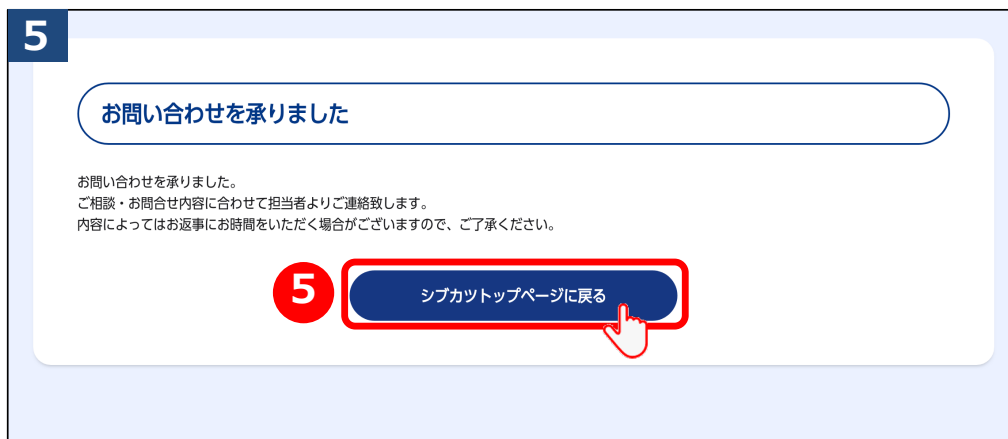 5
お問い合わせを承りました
お問い合わせを承りました。
ご相談・お問合せ内容に合わせて担当者よりご連絡致します。
内容によってはお返事にお時間をいただく場合がございますので、ご了承ください。
5
シブカツトップページに戻る